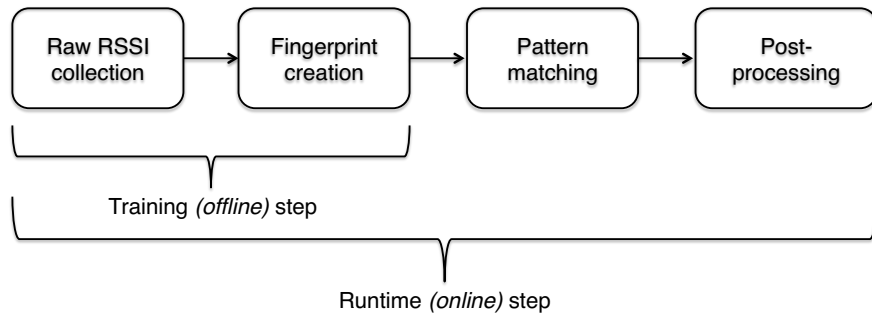 Raw RSSI
collection
Fingerprint
creation
Pattern
matching
Post-
processing
Training (offline) step
Runtime (online) step